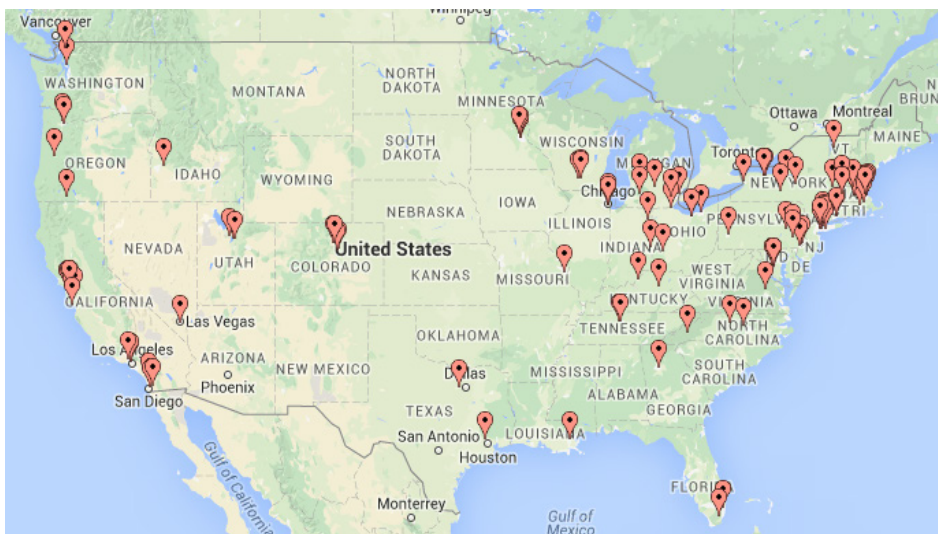 Winnipeg
Vancouver
WASHINGTON
NORTH
DAKOTA
MONTANA
MINNESOTA
Ottawa
Montreal
MAINE
OREGON
IDAHO
SOUTH
DAKOTA
WISCONSIN
Toronto
VT
WYOMING
Chicago
NEW YORK
IOWA
NEBRASKA
ILLINOIS
INDIANA
OHIO
NEVADA
UTAH
United States
COLORADO
KANSAS
MISSOURI
WEST
VIRGINIA
MD
DE
NJ
CALIFORNIA
KENTUCKY
VIRGINIA
Las Vegas
TENNESSEE
NORTH
CAROLINA
OKLAHOMA
Los Angeles
ARIZONA
NEW MEXICO
Phoenix
Dallas
MISSISSIPPI
SOUTH
CAROLINA
ALABAMA
San Diego
GEORGIA
TEXAS
San Antonio
LOUISIANA
Houston
Gulf of
California
FLORIDA
Monterrey
Gulf of
Mexico